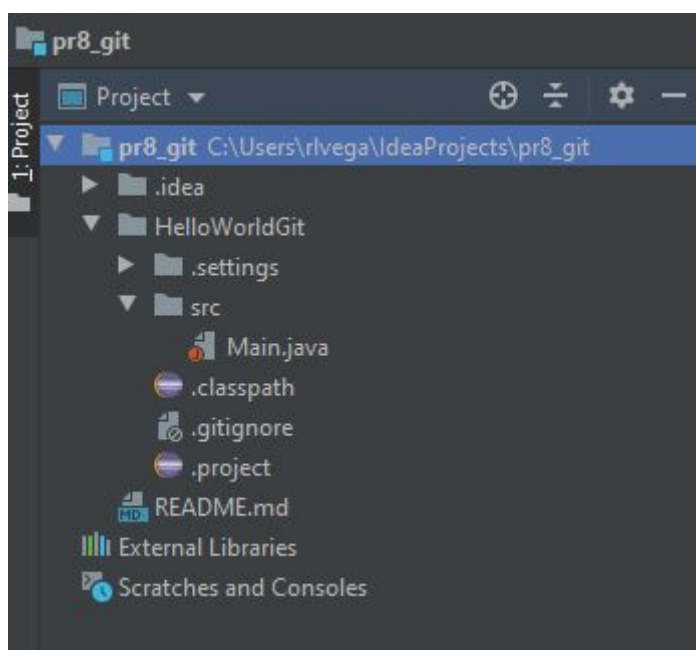 pr8_git
1: Project
Project
pr8_git C:\Users\rlvega\IdeaProjects\pr8_git
.idea
HelloWorldGit
.settings
src
Main.java
.classpath
.gitignore
.project
MD
README.md
External Libraries
Scratches and Consoles